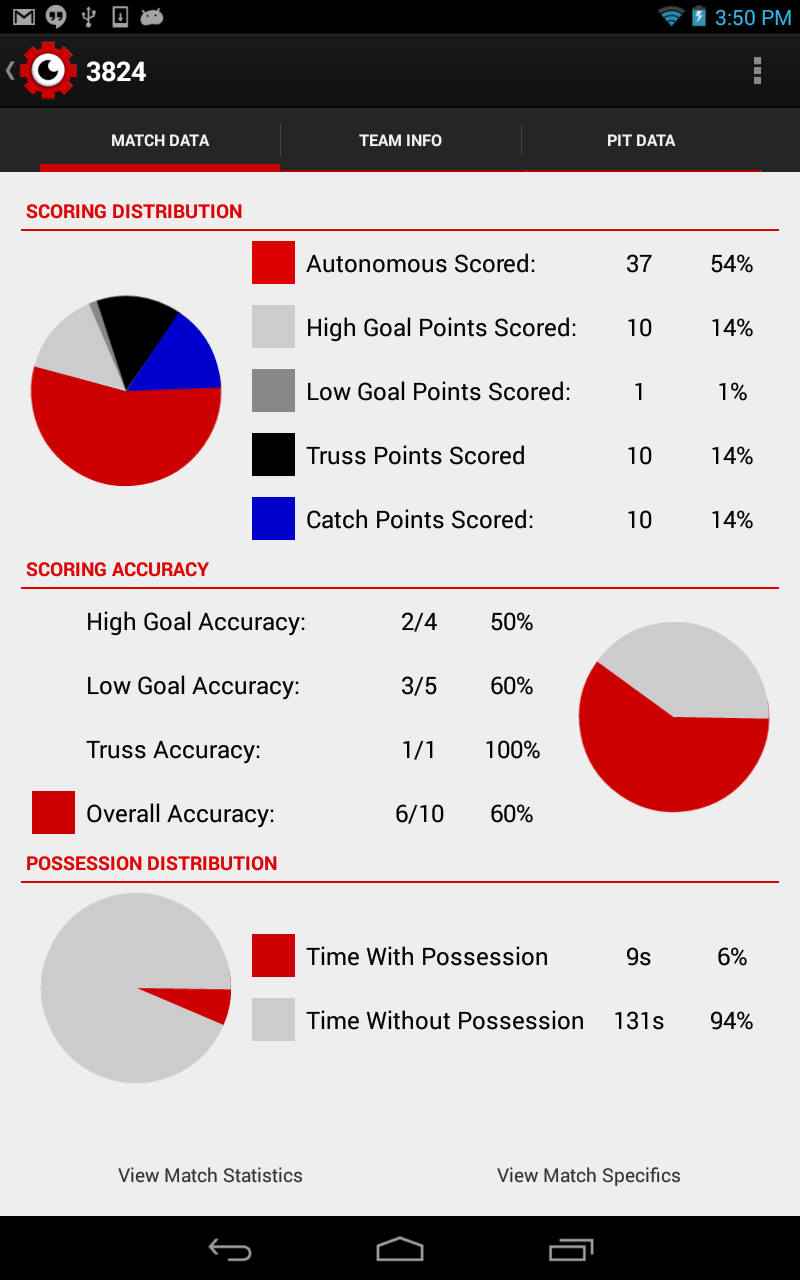 3:50 PM
3824
MATCH DATA TEAM INFO PIT DATA
SCORING DISTRIBUTION
Autonomous Scored: 37 54%
High Goal Points Scored: 10 14%
Low Goal Points Scored: 1 1%
Truss Points Scored 10 14%
Catch Points Scored: 10 14%
SCORING ACCURACY
High Goal Accuracy: 2/4 50%
Low Goal Accuracy: 3/5 60%
Truss Accuracy: 1/1 100%
Overall Accuracy: 6/10 60%
POSSESSION DISTRIBUTION
Time With Possession 9s 6%
Time Without Possession 131s 94%
View Match Statistics View Match Specifics